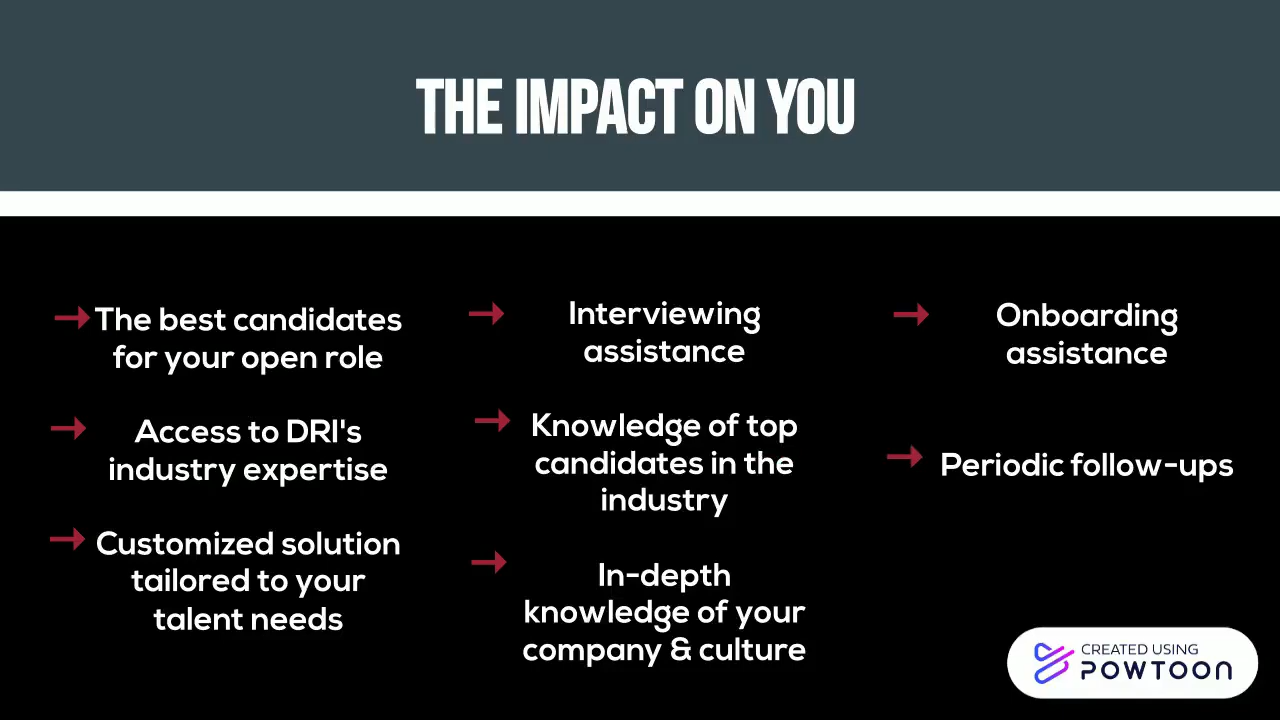 THE IMPACT ON YOU
The best candidates
for your open role
Access to DRI's
industry expertise
Customized solution
tailored to your
talent needs
Interviewing
assistance
Knowledge of top
candidates in the
industry
In-depth
knowledge of your
company & culture
Onboarding
assistance
Periodic follow-ups
CREATED USING
POWTOON